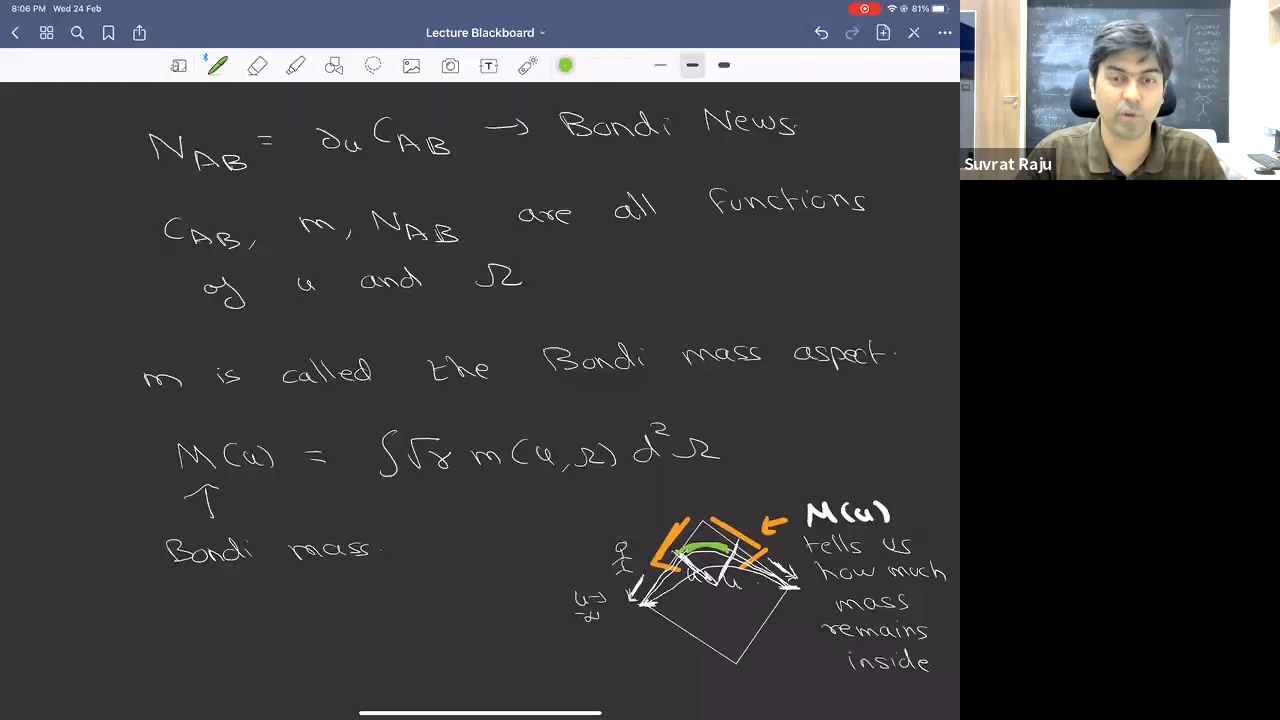 8:06 PM Wed 24 Feb
81%
Lecture Blackboard
N_AB = ∂u C_AB → Bondi News
C_AB, m, N_AB are all functions
of u and Ω
m is called the Bondi mass aspect.
M(u) = ∫√γ m(u,Ω) d²Ω
↑
Bondi mass.
← M(u)
tells us
how much
mass
remains
inside
u u
u→
-∞
Suvrat Raju